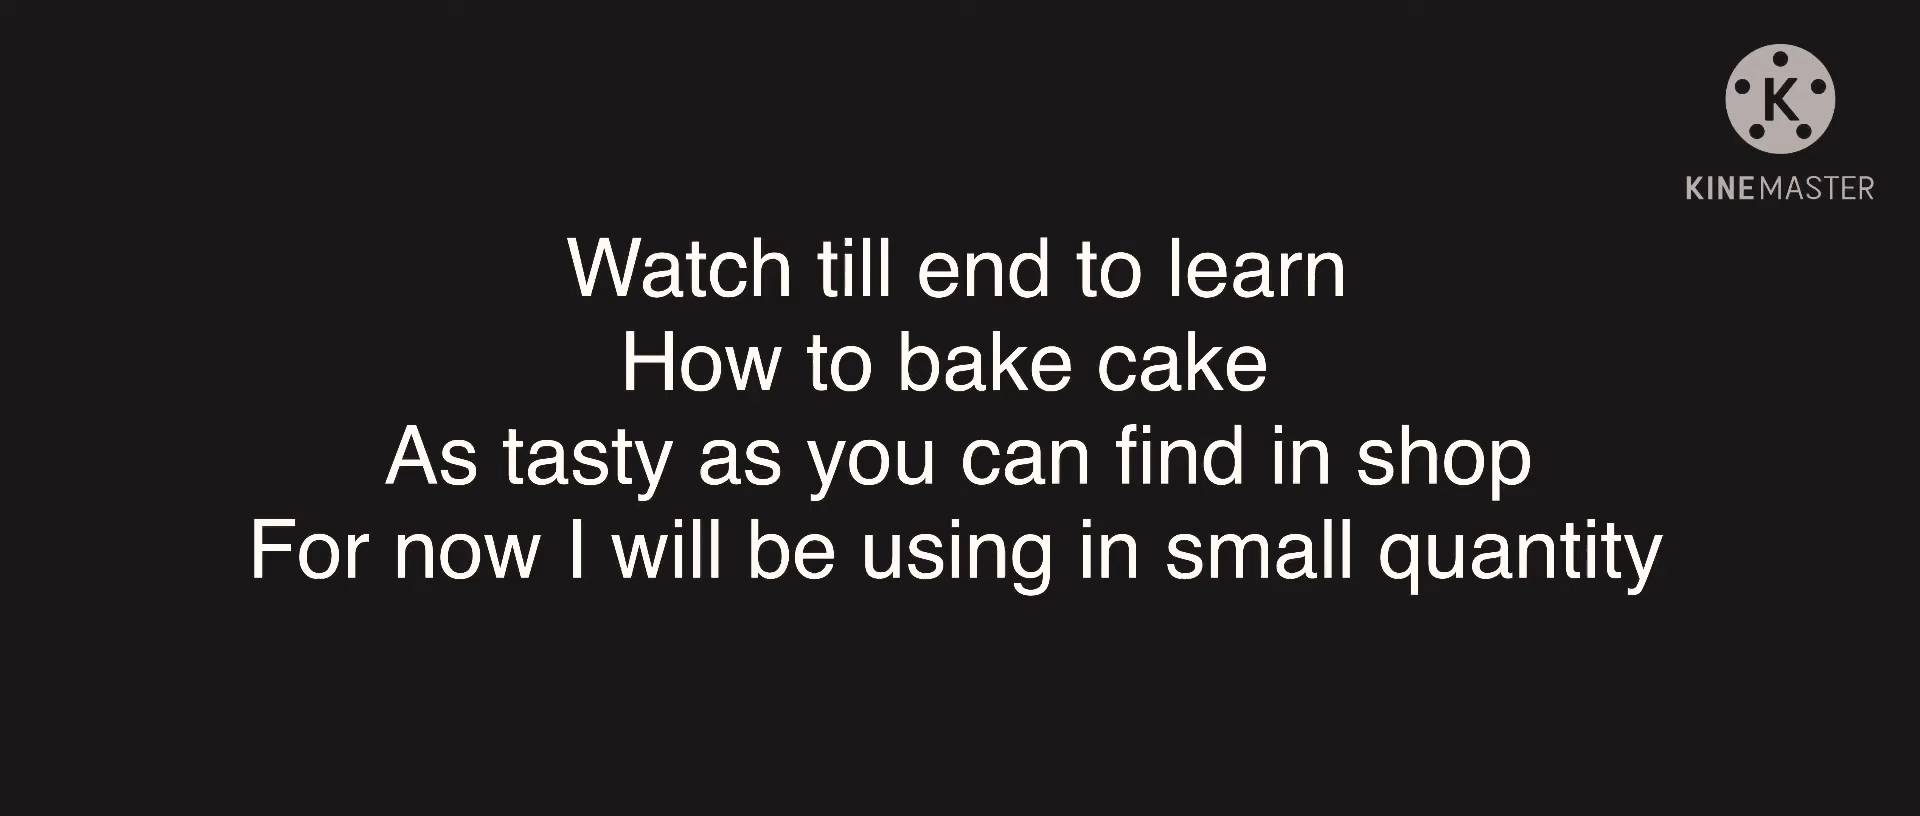 K
KINEMASTER
Watch till end to learn
How to bake cake
As tasty as you can find in shop
For now I will be using in small quantity